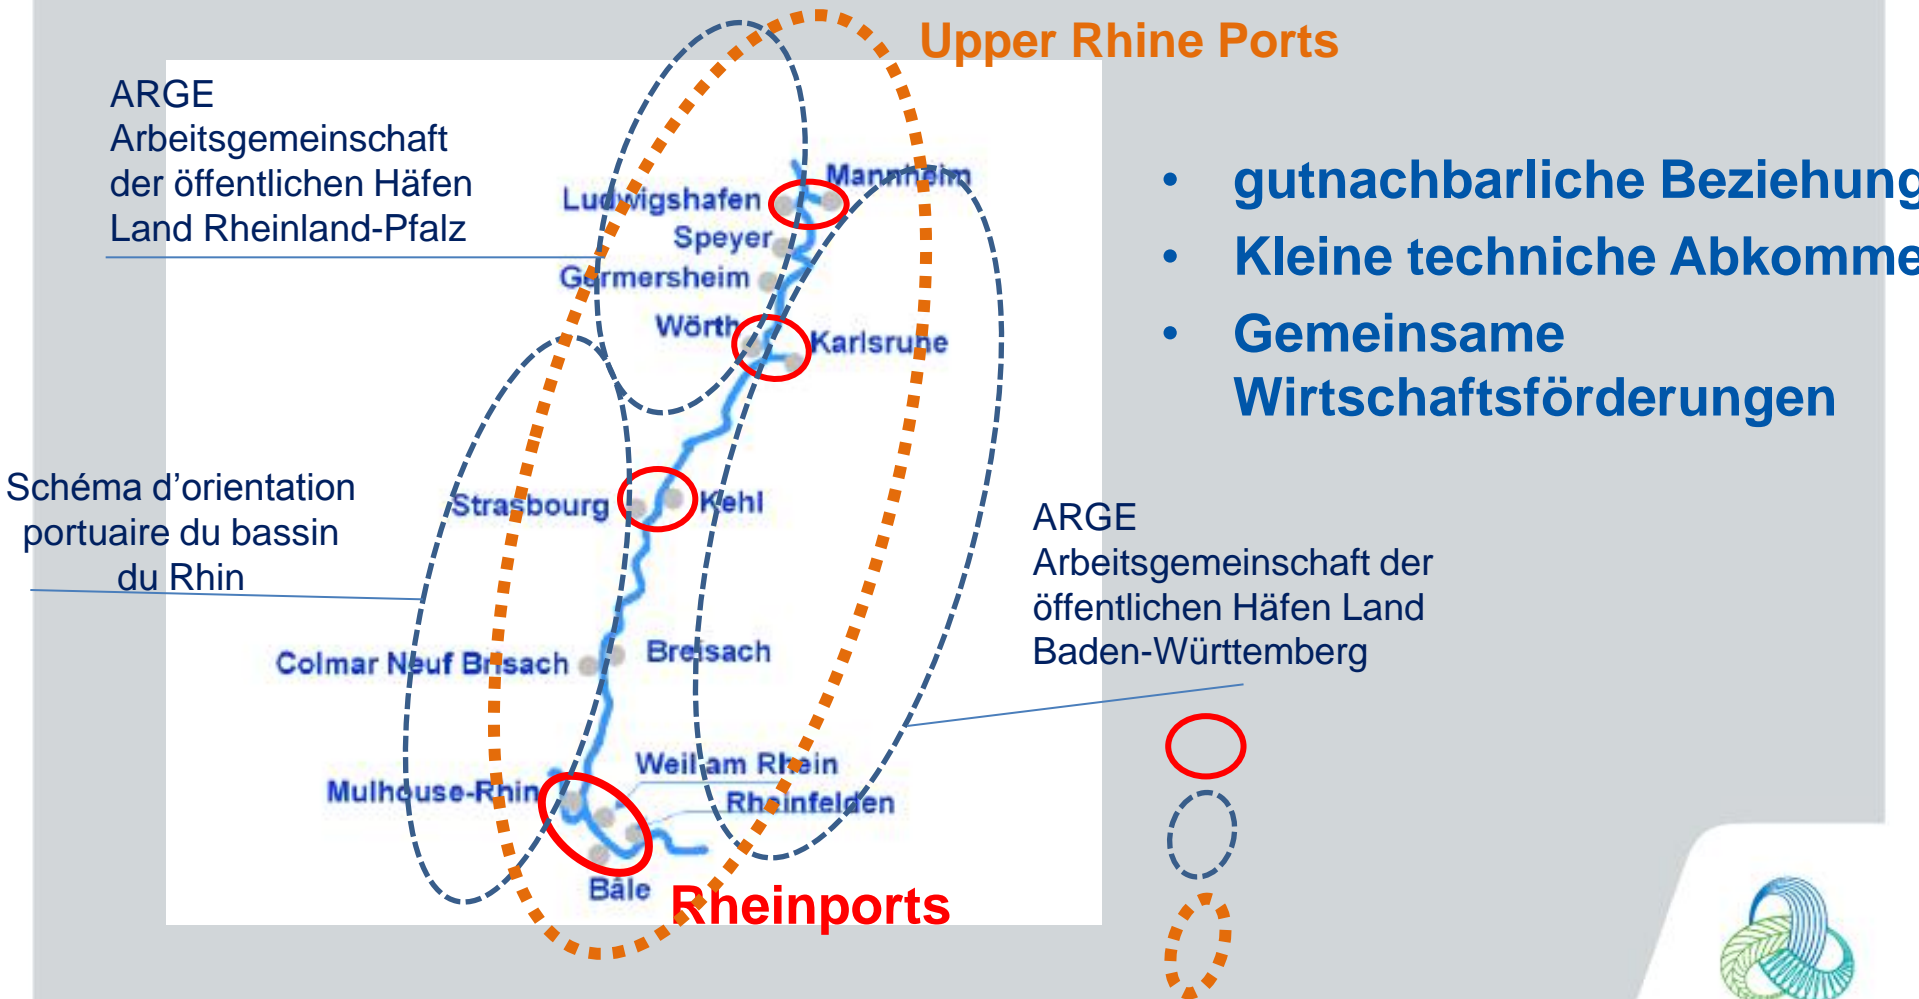 Upper Rhine Ports
ARGE
Arbeitsgemeinschaft
der öffentlichen Häfen
Land Rheinland-Pfalz
Mannheim
Ludwigshafen
Speyer
Germersheim
Wörth
Karlsruhe
Strasbourg
Kehl
Colmar Neuf Brisach
Breisach
Weil am Rhein
Mulhouse-Rhin
Rheinfelden
Bâle
Rheinports
Schéma d’orientation
portuaire du bassin
du Rhin
ARGE
Arbeitsgemeinschaft der
öffentlichen Häfen Land
Baden-Württemberg
• gutnachbarliche Beziehung
• Kleine techniche Abkomme
• Gemeinsame
Wirtschaftsförderungen